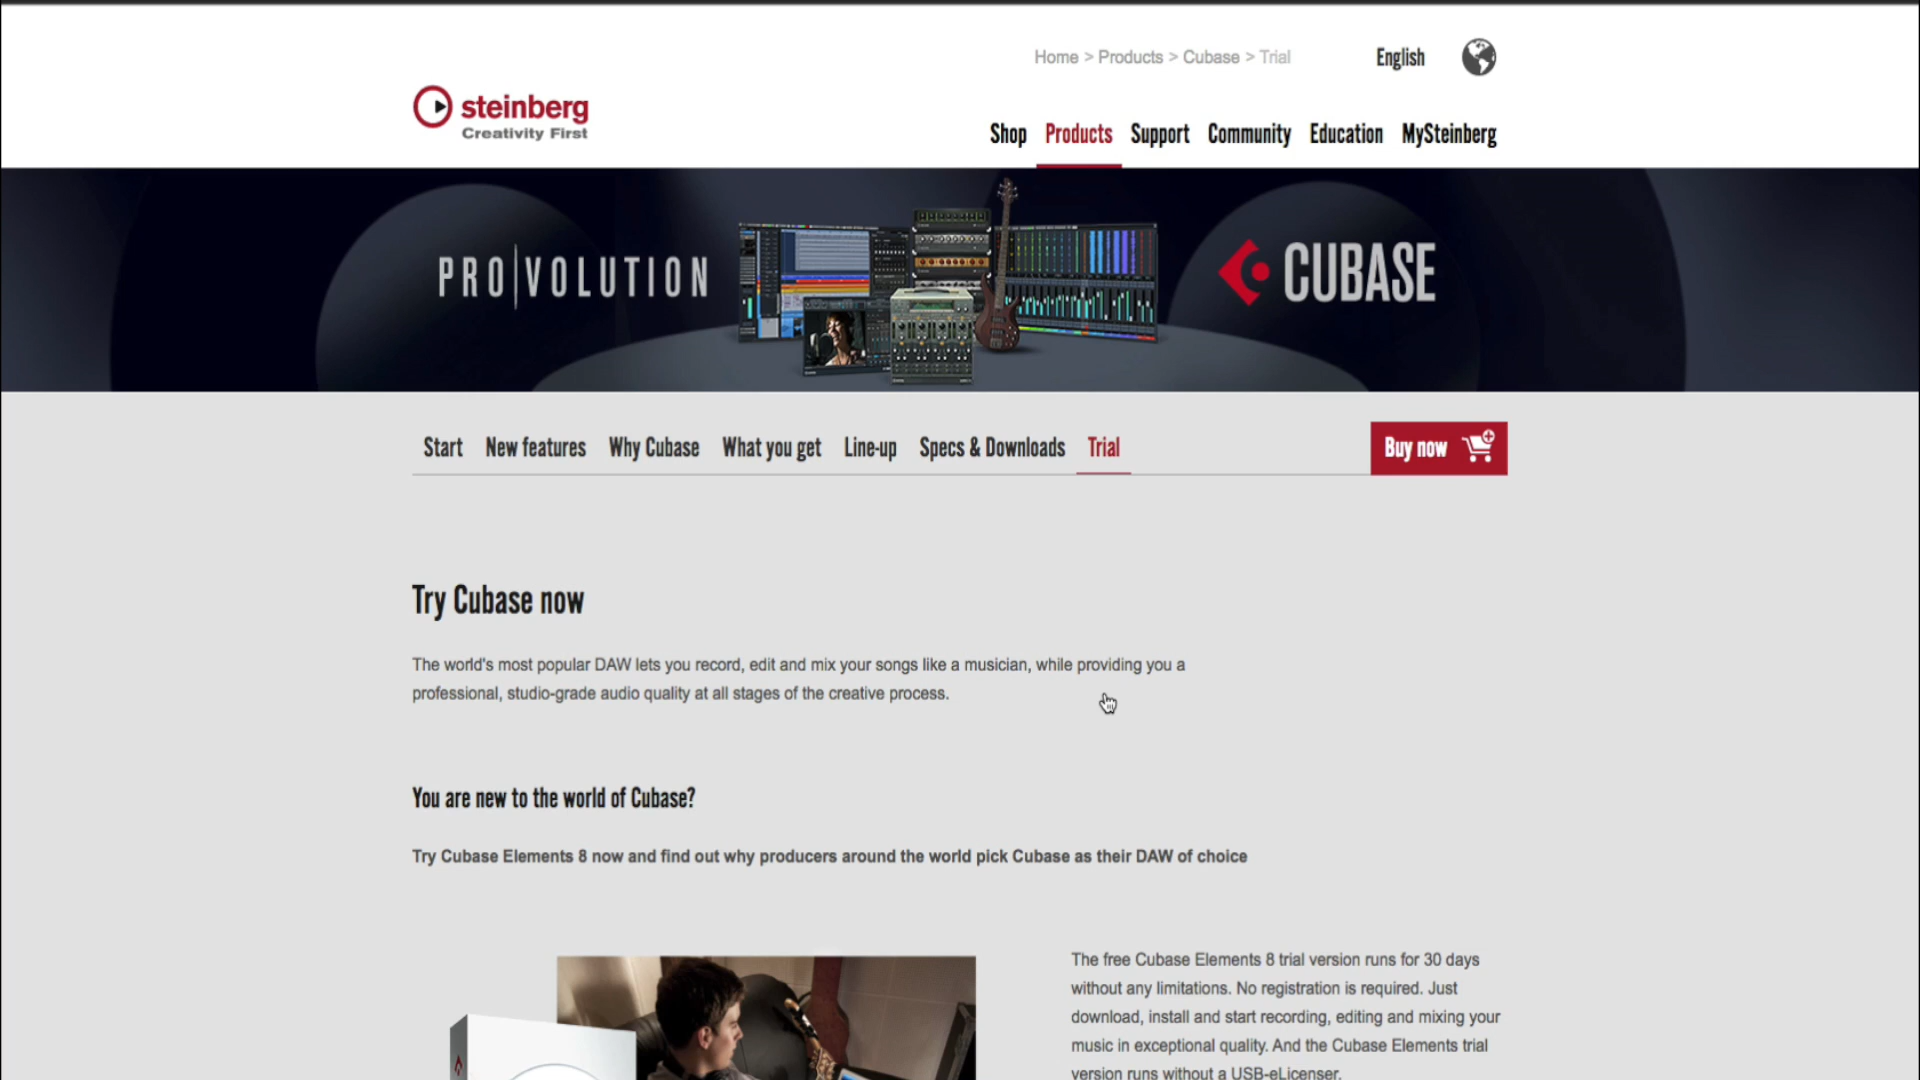 Home > Products > Cubase > Trial
English
steinberg
Creativity First
Shop Products Support Community Education MySteinberg
PRO|VOLUTION
CUBASE
Start New features Why Cubase What you get Line-up Specs & Downloads Trial
Buy now
Try Cubase now
The world's most popular DAW lets you record, edit and mix your songs like a musician, while providing you a
professional, studio-grade audio quality at all stages of the creative process.
You are new to the world of Cubase?
Try Cubase Elements 8 now and find out why producers around the world pick Cubase as their DAW of choice
The free Cubase Elements 8 trial version runs for 30 days
without any limitations. No registration is required. Just
download, install and start recording, editing and mixing your
music in exceptional quality. And the Cubase Elements trial
version runs without a USB-eLicenser.